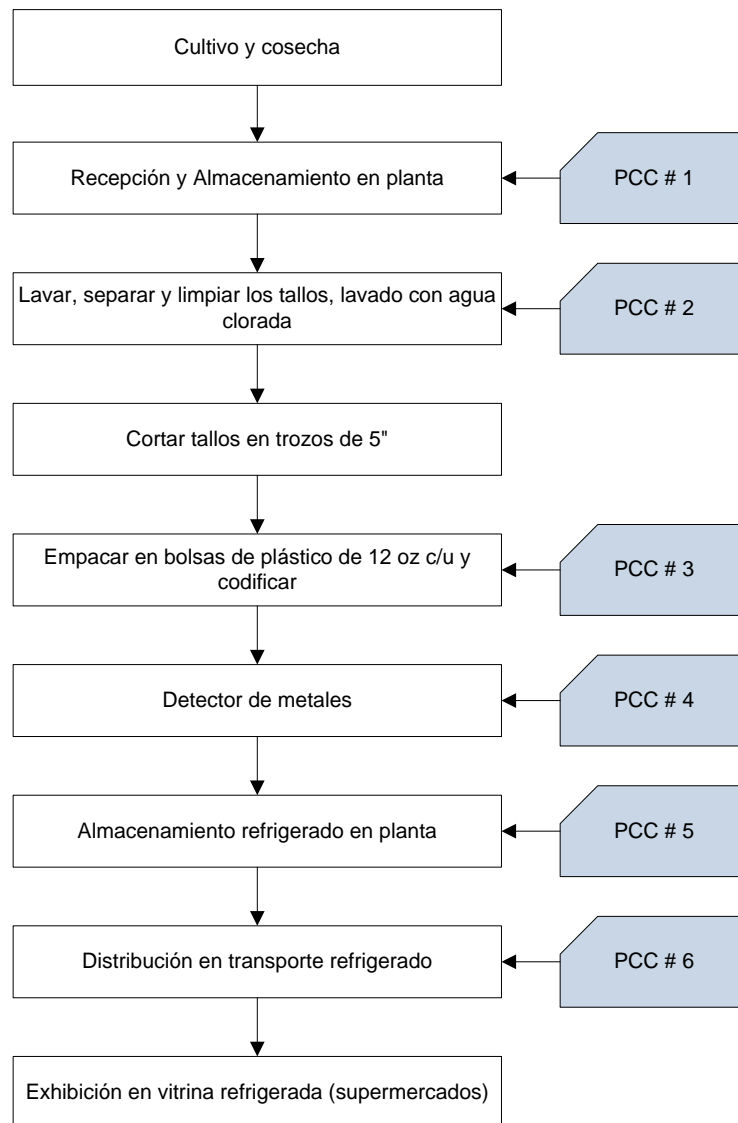 Cultivo y cosecha
Recepción y Almacenamiento en planta
PCC # 1
Lavar, separar y limpiar los tallos, lavado con agua
clorada
PCC # 2
Cortar tallos en trozos de 5"
Empacar en bolsas de plástico de 12 oz c/u y
codificar
PCC # 3
Detector de metales
PCC # 4
Almacenamiento refrigerado en planta
PCC # 5
Distribución en transporte refrigerado
PCC # 6
Exhibición en vitrina refrigerada (supermercados)